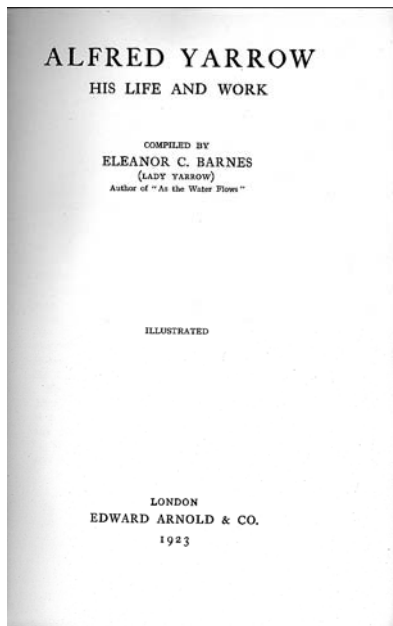 ALFRED YARROW
HIS LIFE AND WORK
COMPILED BY
ELEANOR C. BARNES
(LADY YARROW)
Author of "As the Water Flows"
ILLUSTRATED
LONDON
EDWARD ARNOLD & CO.
1923